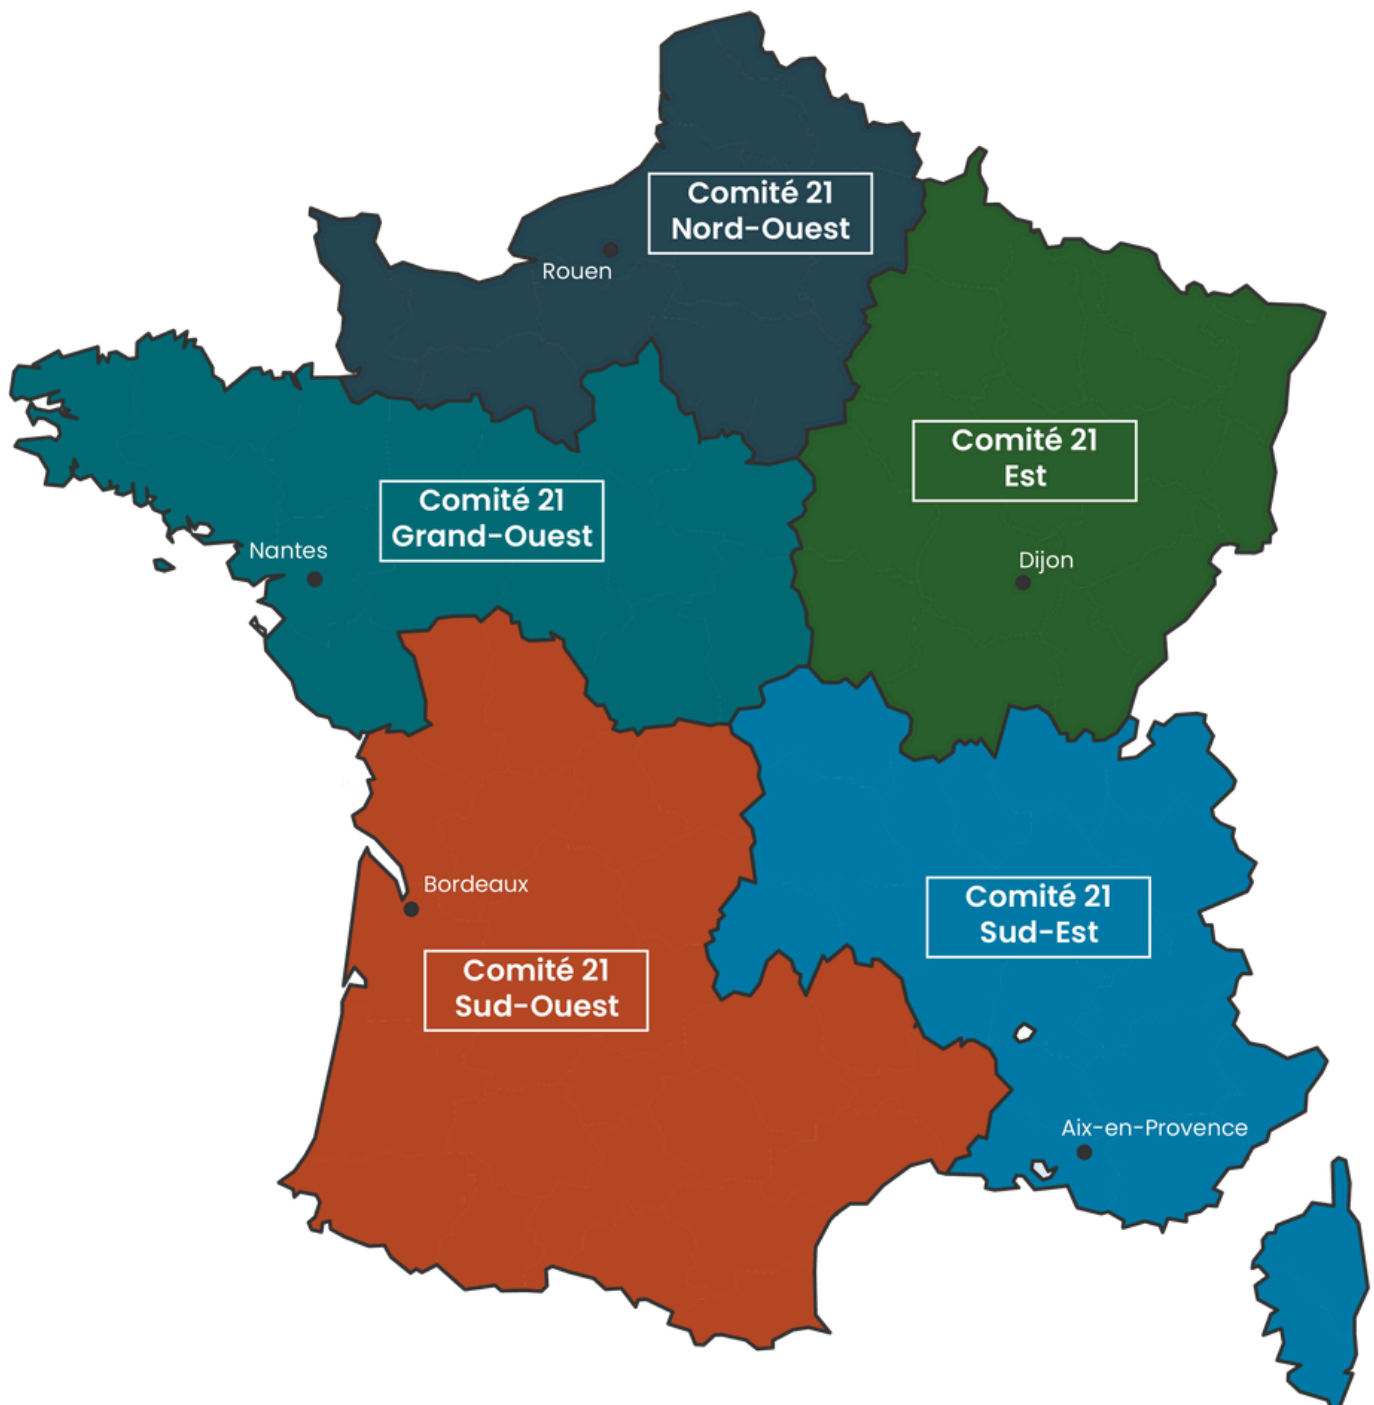 Comité 21
Nord-Ouest
Rouen
Comité 21
Est
Comité 21
Grand-Ouest
Nantes
Dijon
Bordeaux
Comité 21
Sud-Est
Comité 21
Sud-Ouest
Aix-en-Provence